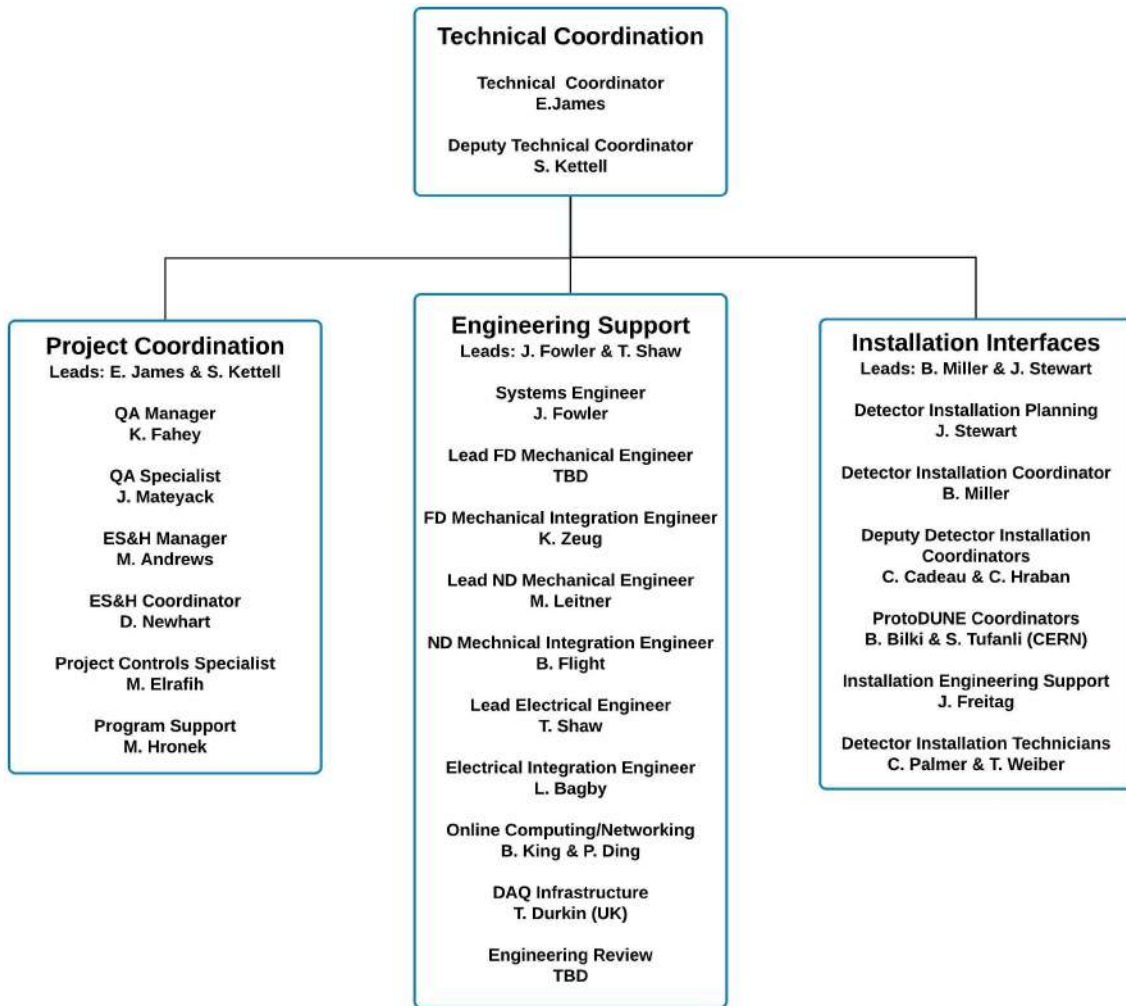 Technical Coordination
Technical Coordinator
E.James
Deputy Technical Coordinator
S. Kettell
Project Coordination
Leads: E. James & S. Kettell
QA Manager
K. Fahey
QA Specialist
J. Mateyack
ES&H Manager
M. Andrews
ES&H Coordinator
D. Newhart
Project Controls Specialist
M. Elrafih
Program Support
M. Hronek
Engineering Support
Leads: J. Fowler & T. Shaw
Systems Engineer
J. Fowler
Lead FD Mechanical Engineer
TBD
FD Mechanical Integration Engineer
K. Zeug
Lead ND Mechanical Engineer
M. Leitner
ND Mechnical Integration Engineer
B. Flight
Lead Electrical Engineer
T. Shaw
Electrical Integration Engineer
L. Bagby
Online Computing/Networking
B. King & P. Ding
DAQ Infrastructure
T. Durkin (UK)
Engineering Review
TBD
Installation Interfaces
Leads: B. Miller & J. Stewart
Detector Installation Planning
J. Stewart
Detector Installation Coordinator
B. Miller
Deputy Detector Installation
Coordinators
C. Cadeau & C. Hraban
ProtoDUNE Coordinators
B. Bilki & S. Tufanli (CERN)
Installation Engineering Support
J. Freitag
Detector Installation Technicians
C. Palmer & T. Weiber